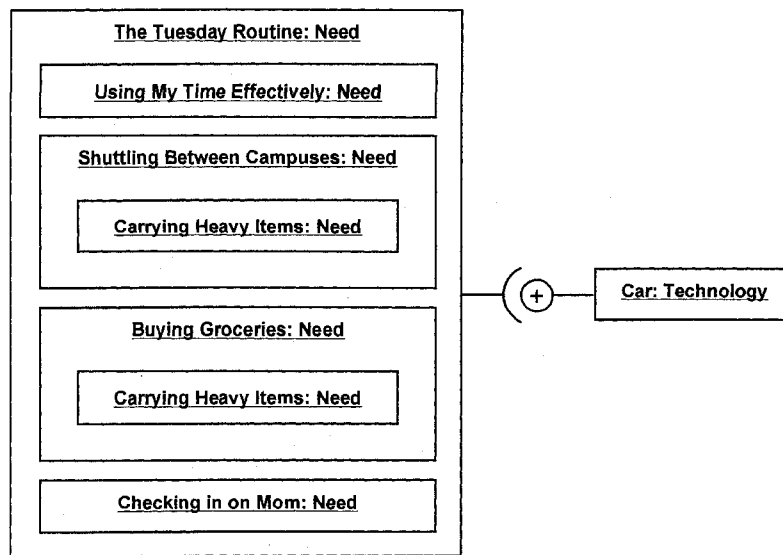 The Tuesday Routine: Need
Using My Time Effectively: Need
Shuttling Between Campuses: Need
Carrying Heavy Items: Need
Buying Groceries: Need
Carrying Heavy Items: Need
Checking in on Mom: Need
+
Car: Technology